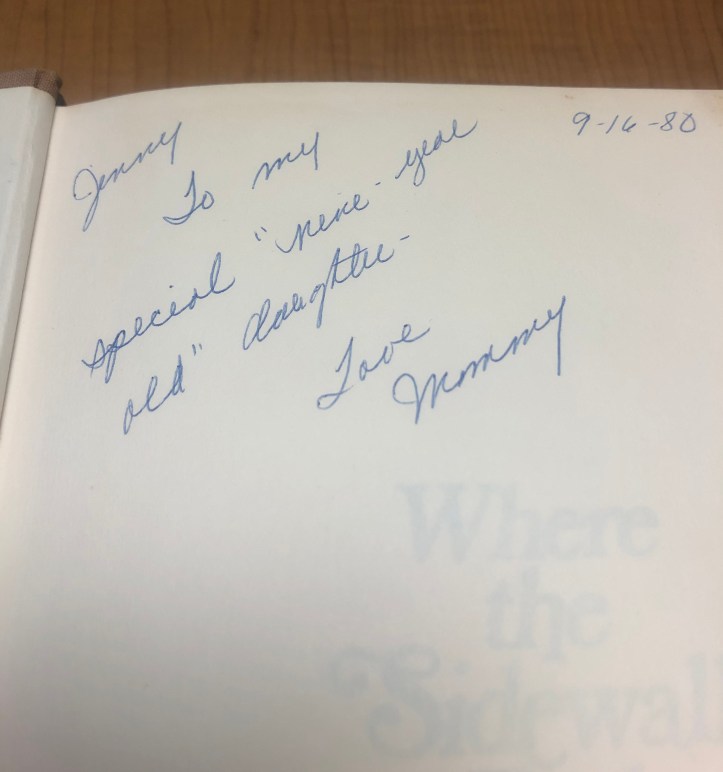 9-16-80
Jenny
To my
special "nine-year
old" daughter-
Love
Mommy
Where
the
Sidewal